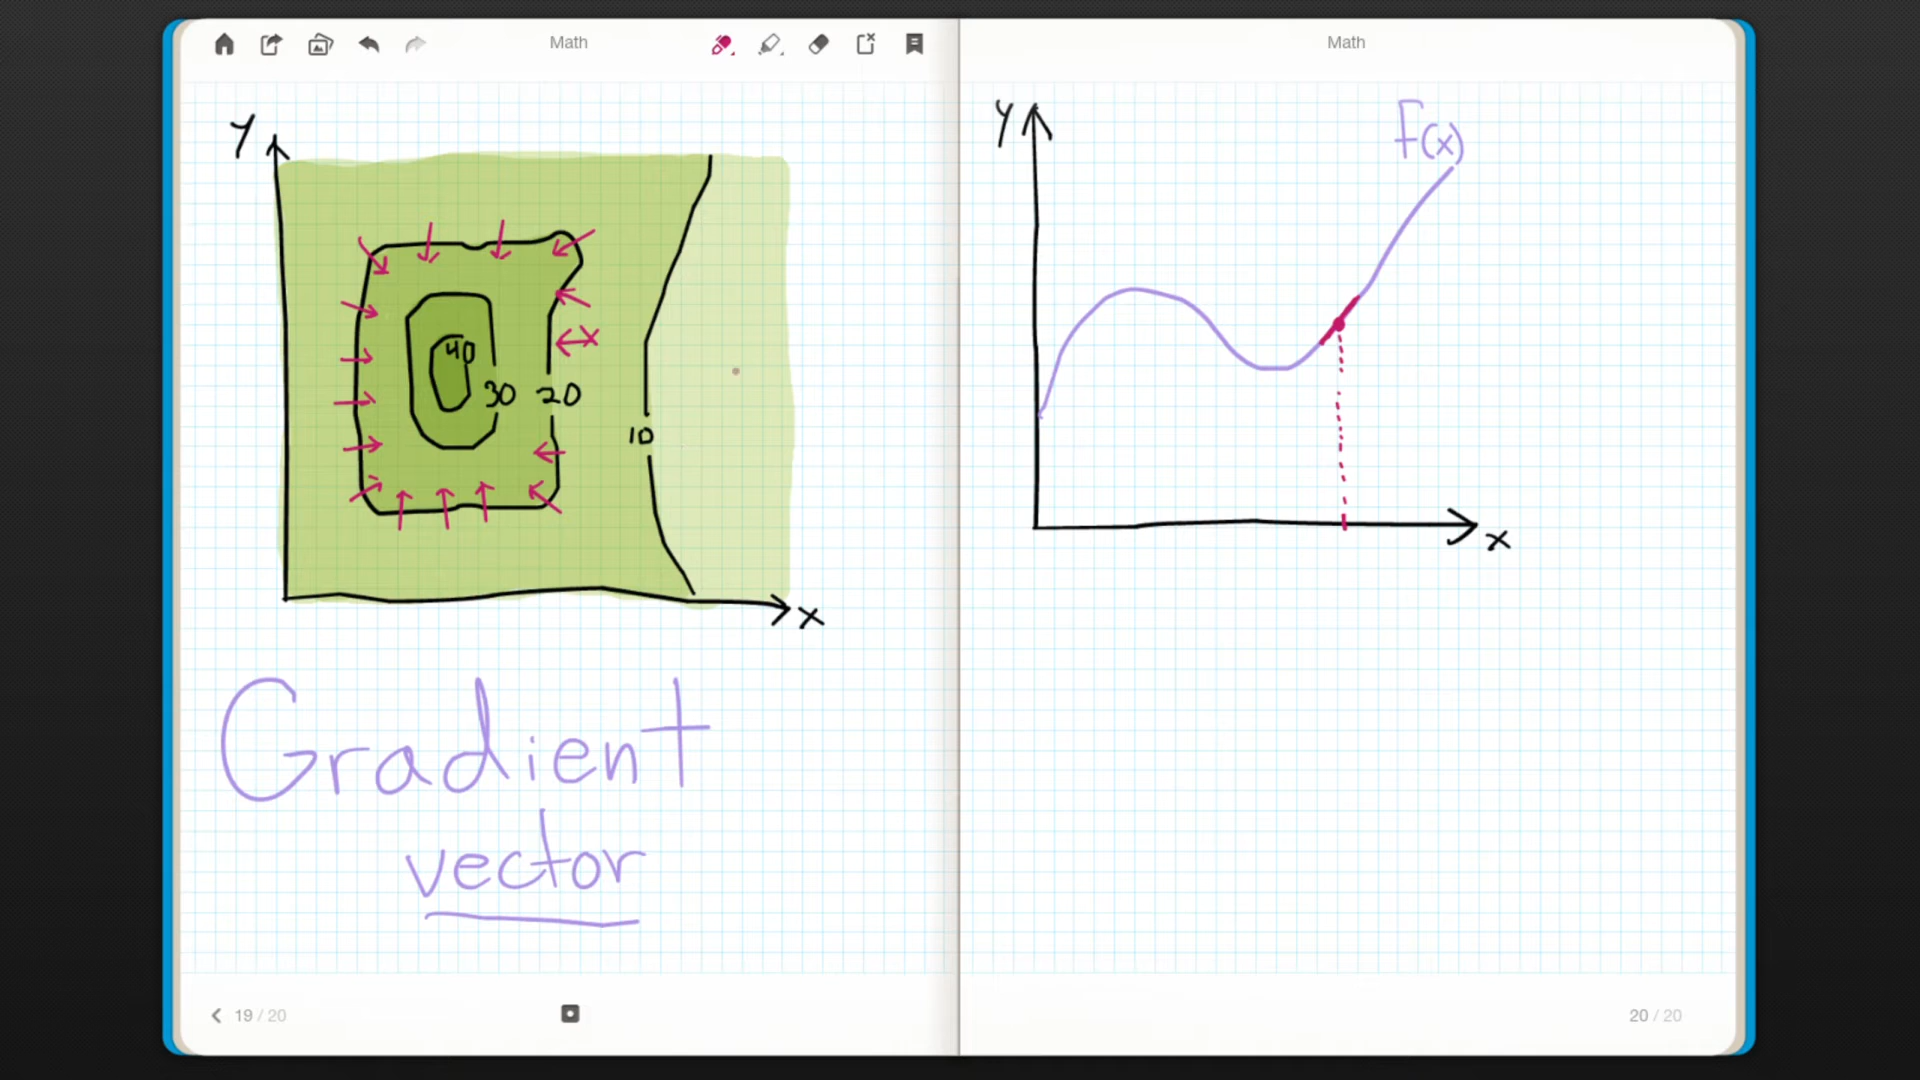 Math
Y
40
30
20
10
x
Gradient
vector
19 / 20
Math
Y
F(x)
x
20 / 20